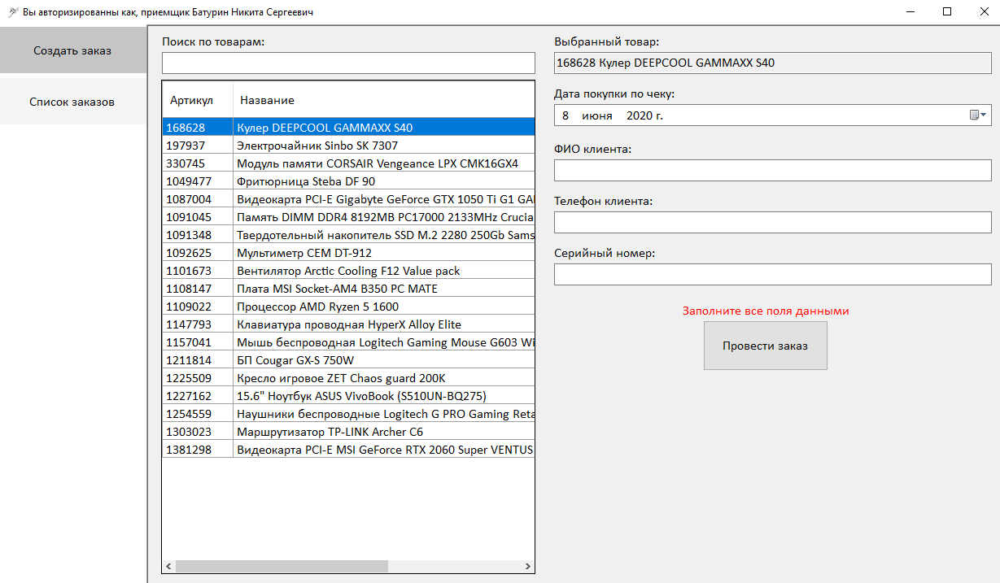 Вы авторизированны как, приемщик Батурин Никита Сергеевич
Создать заказ
Список заказов
Поиск по товарам:
Артикул Название
168628 Кулер DEEPCOOL GAMMAXX S40
197937 Электрочайник Sinbo SK 7307
330745 Модуль памяти CORSAIR Vengeance LPX CMK16GX4
1049477 Фритюрница Steba DF 90
1087004 Видеокарта PCI-E Gigabyte GeForce GTX 1050 Ti G1 GAI
1091045 Память DIMM DDR4 8192MB PC17000 2133MHz Crucia
1091348 Твердотельный накопитель SSD M.2 2280 250Gb Sams
1092625 Мультиметр CEM DT-912
1101673 Вентилятор Arctic Cooling F12 Value pack
1108147 Плата MSI Socket-AM4 B350 PC MATE
1109022 Процессор AMD Ryzen 5 1600
1147793 Клавиатура проводная HyperX Alloy Elite
1157041 Мышь беспроводная Logitech Gaming Mouse G603 Wi
1211814 БП Cougar GX-S 750W
1225509 Кресло игровое ZET Chaos guard 200K
1227162 15.6" Ноутбук ASUS VivoBook (S510UN-BQ275)
1254559 Наушники беспроводные Logitech G PRO Gaming Reta
1303023 Маршрутизатор TP-LINK Archer C6
1381298 Видеокарта PCI-E MSI GeForce RTX 2060 Super VENTUS
Выбранный товар:
168628 Кулер DEEPCOOL GAMMAXX S40
Дата покупки по чеку:
8 июня 2020 г.
ФИО клиента:
Телефон клиента:
Серийный номер:
Заполните все поля данными
Провести заказ